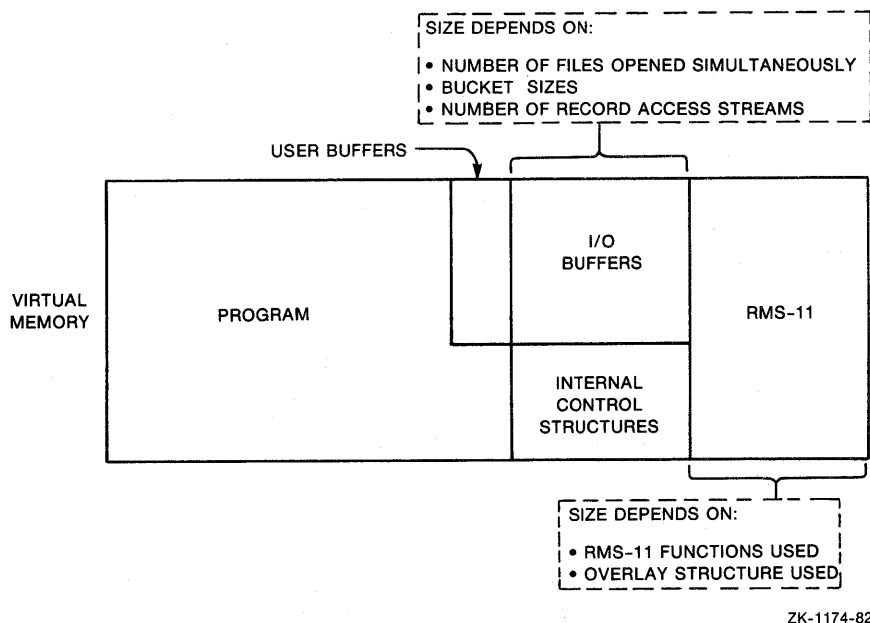 SIZE DEPENDS ON:
• NUMBER OF FILES OPENED SIMULTANEOUSLY
• BUCKET SIZES
• NUMBER OF RECORD ACCESS STREAMS
USER BUFFERS
I/O
BUFFERS
VIRTUAL
MEMORY
PROGRAM
RMS-11
INTERNAL
CONTROL
STRUCTURES
SIZE DEPENDS ON:
• RMS-11 FUNCTIONS USED
• OVERLAY STRUCTURE USED
ZK-1174-82